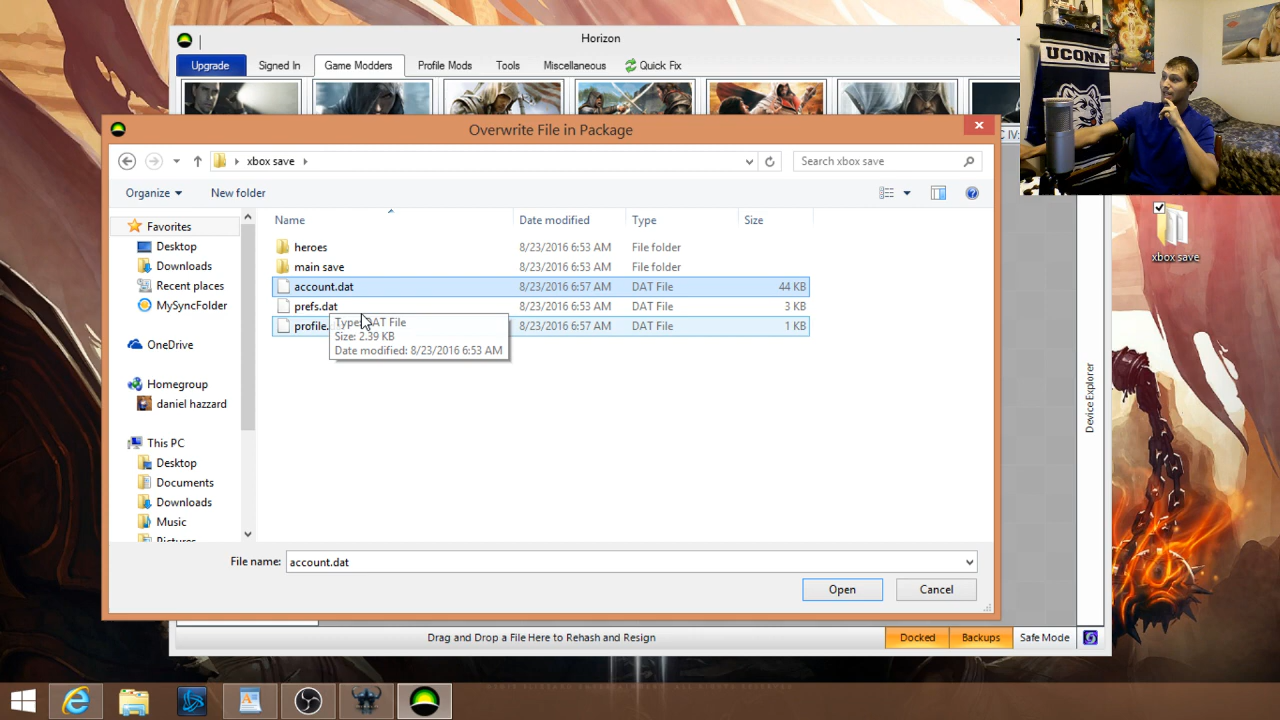 Horizon
UCONN
Upgrade
Signed In
Game Modders
Profile Mods
Tools
Miscellaneous
Quick Fix
Overwrite File in Package
C IV:
xbox save
Search xbox save
Organize
New folder
Name
Date modified
Type
Size
Favorites
Desktop
Downloads
Recent places
MySyncFolder
OneDrive
Homegroup
daniel hazzard
This PC
Desktop
Documents
Downloads
Music
Pictures
heroes 8/23/2016 6:53 AM File folder
main save 8/23/2016 6:53 AM File folder
account.dat 8/23/2016 6:57 AM DAT File 44 KB
prefs.dat 8/23/2016 6:53 AM DAT File 3 KB
profile. 8/23/2016 6:57 AM DAT File 1 KB
Type: DAT File
Size: 2.39 KB
Date modified: 8/23/2016 6:53 AM
File name: account.dat
Open
Cancel
xbox save
Device Explorer
Drag and Drop a File Here to Rehash and Resign
Docked
Backups
Safe Mode